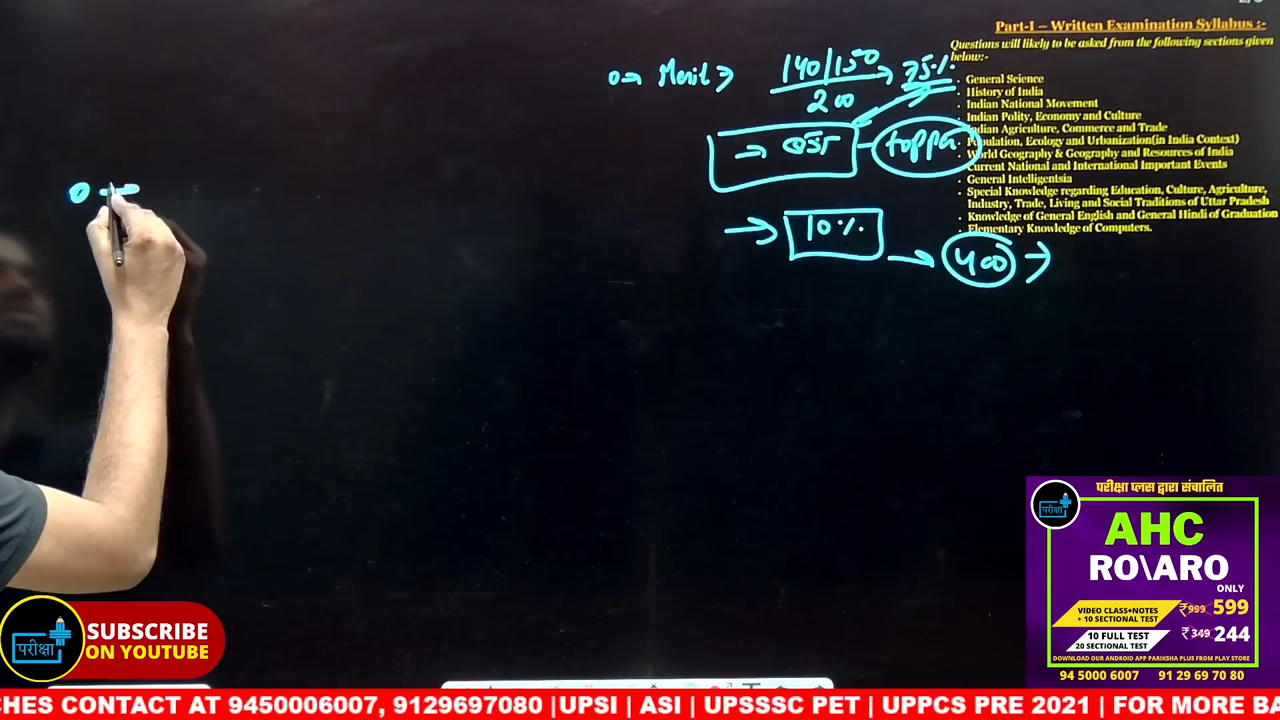 Part-I – Written Examination Syllabus :-
Questions will likely to be asked from the following sections given
below:-
• General Science
• History of India
• Indian National Movement
• Indian Polity, Economy and Culture
• Indian Agriculture, Commerce and Trade
• Population, Ecology and Urbanization(in India Context)
• World Geography & Geography and Resources of India
• Current National and International Important Events
• General Intelligentsia
• Special Knowledge regarding Education, Culture, Agriculture,
Industry, Trade, Living and Social Traditions of Uttar Pradesh
• Knowledge of General English and General Hindi of Graduation
• Elementary Knowledge of Computers.
Merit → 140/150 → 75%
200
→
→ 10% → 400 →
परीक्षा प्लस द्वारा संचालित
परीक्षा
AHC
RO\ARO
ONLY
VIDEO CLASS+NOTES
+ 10 SECTIONAL TEST
₹999 599
10 FULL TEST
20 SECTIONAL TEST
₹349 244
DOWNLOAD OUR ANDROID APP PARIKSHA PLUS FROM PLAY STORE
94 5000 6007 91 29 69 70 80
परीक्षा
SUBSCRIBE
ON YOUTUBE
CHES CONTACT AT 9450006007, 9129697080 |UPSI | ASI | UPSSSC PET | UPPCS PRE 2021 | FOR MORE BA